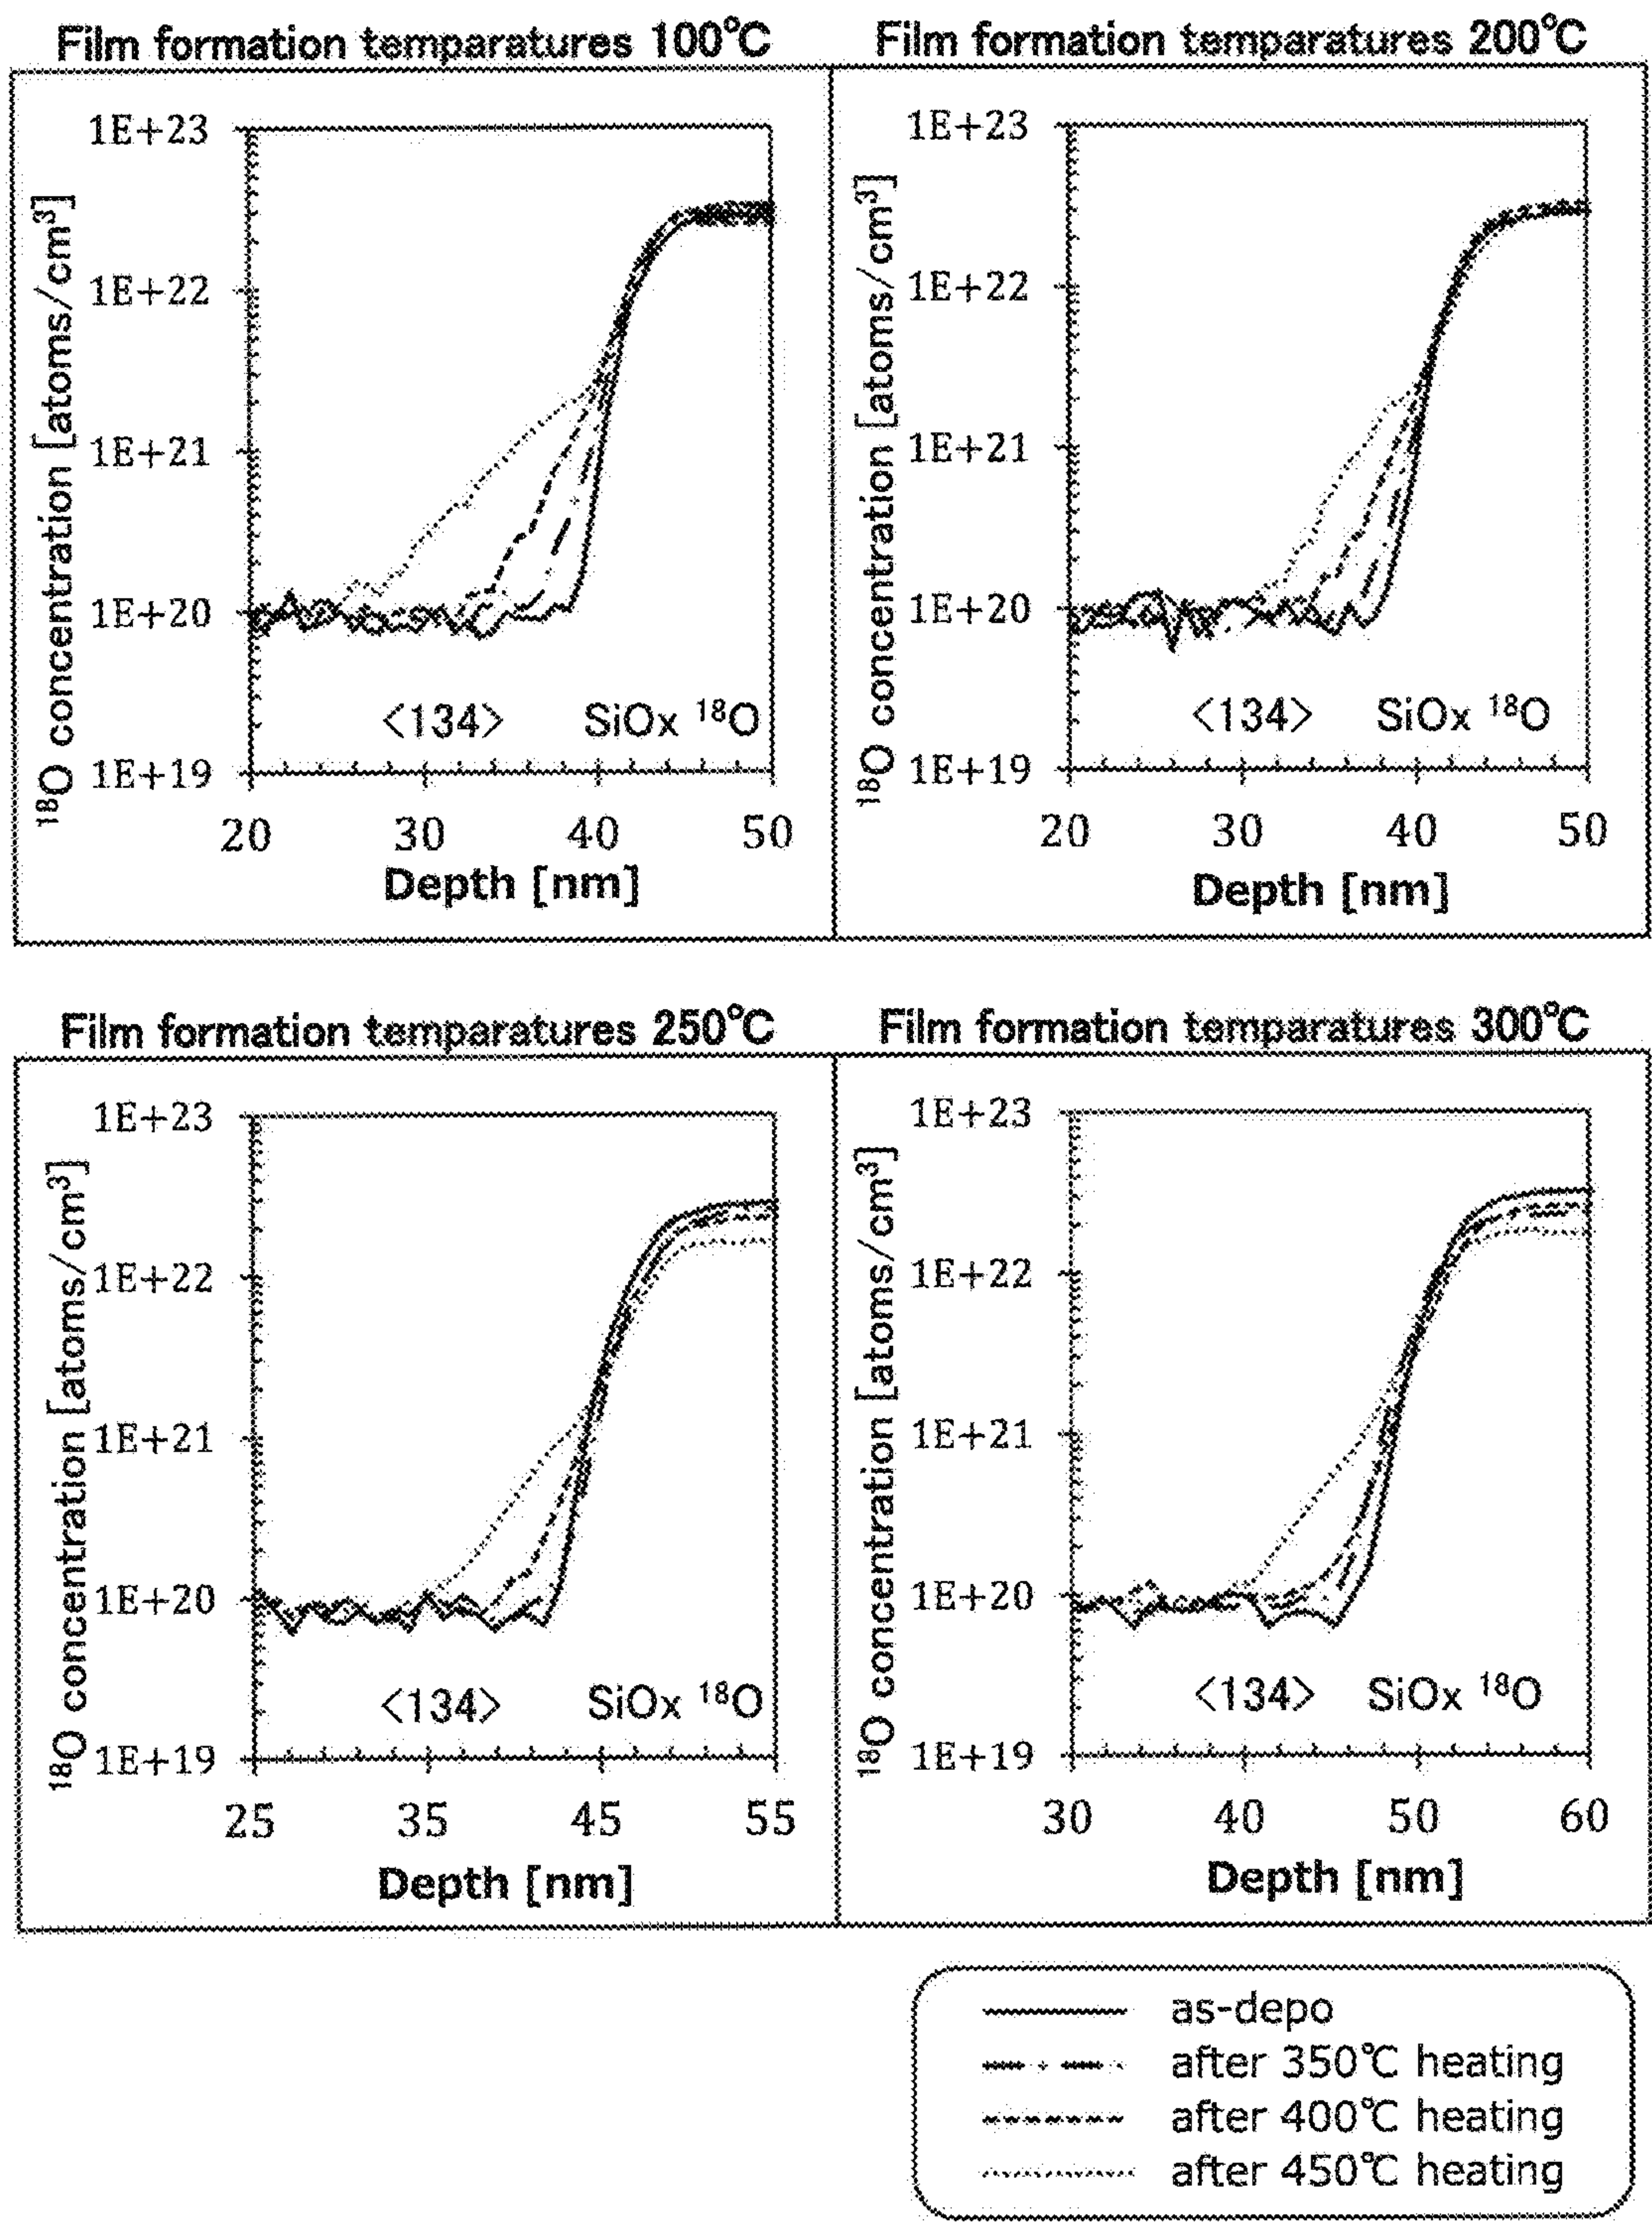 Film formation temparatures 100℃
1E+23
1E+22
1E+21
1E+20
1E+19
¹⁸O concentration [atoms/cm³]
<134> SiOx ¹⁸O
20 30 40 50
Depth [nm]
Film formation temparatures 200℃
1E+23
1E+22
1E+21
1E+20
1E+19
¹⁸O concentration [atoms/cm³]
<134> SiOx ¹⁸O
20 30 40 50
Depth [nm]
Film formation temparatures 250℃
1E+23
1E+22
1E+21
1E+20
1E+19
¹⁸O concentration [atoms/cm³]
<134> SiOx ¹⁸O
25 35 45 55
Depth [nm]
Film formation temparatures 300℃
1E+23
1E+22
1E+21
1E+20
1E+19
¹⁸O concentration [atoms/cm³]
<134> SiOx ¹⁸O
30 40 50 60
Depth [nm]
as-depo
after 350℃ heating
after 400℃ heating
after 450℃ heating